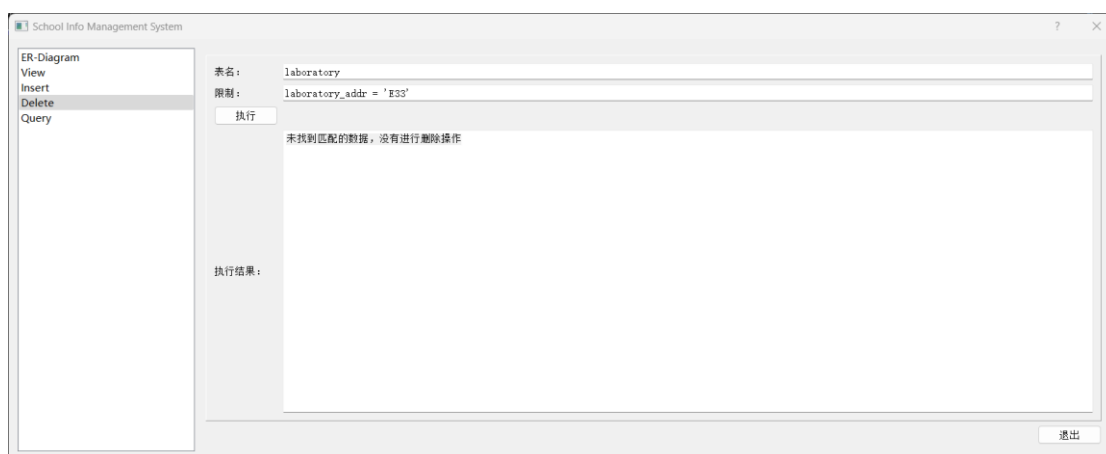 School Info Management System
ER-Diagram
View
Insert
Delete
Query
表名：
laboratory
限制：
laboratory_addr = 'E33'
执行
未找到匹配的数据，没有进行删除操作
执行结果：
退出